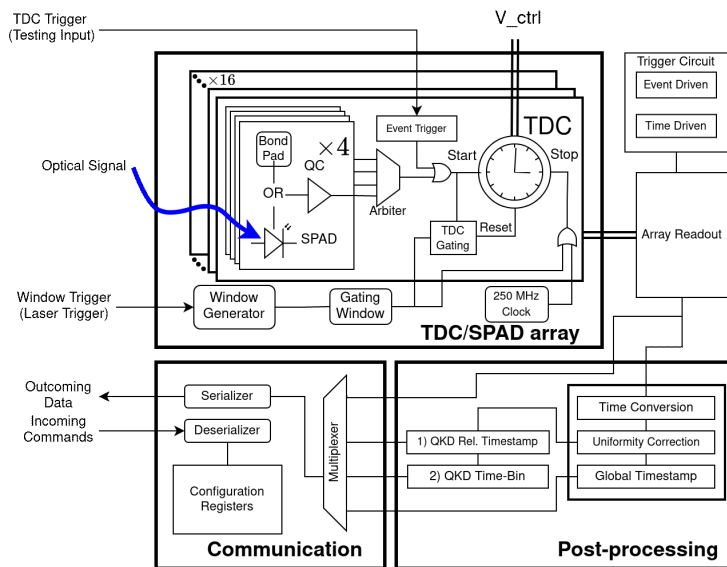 TDC Trigger
(Testing Input)
V_ctrl
Trigger Circuit
Event Driven
Time Driven
×16
Event Trigger
TDC
Bond
Pad
×4
QC
Start
Stop
Optical Signal
OR
Arbiter
SPAD
TDC
Gating
Reset
Array Readout
Window Trigger
(Laser Trigger)
Window
Generator
Gating
Window
250 MHz
Clock
TDC/SPAD array
Outcoming
Data
Serializer
Incoming
Commands
Deserializer
Multiplexer
Configuration
Registers
Communication
Time Conversion
1) QKD Rel. Timestamp
Uniformity Correction
2) QKD Time-Bin
Global Timestamp
Post-processing